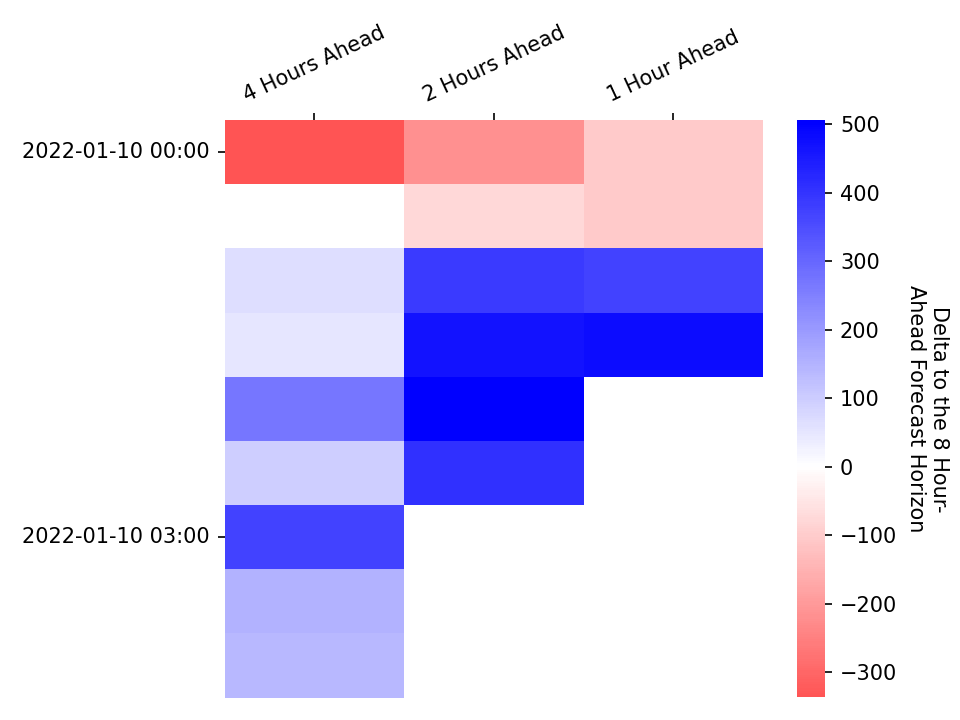 4 Hours Ahead
2 Hours Ahead
1 Hour Ahead
2022-01-10 00:00
2022-01-10 03:00
500
400
300
200
100
0
−100
−200
−300
Delta to the 8 Hour-
Ahead Forecast Horizon